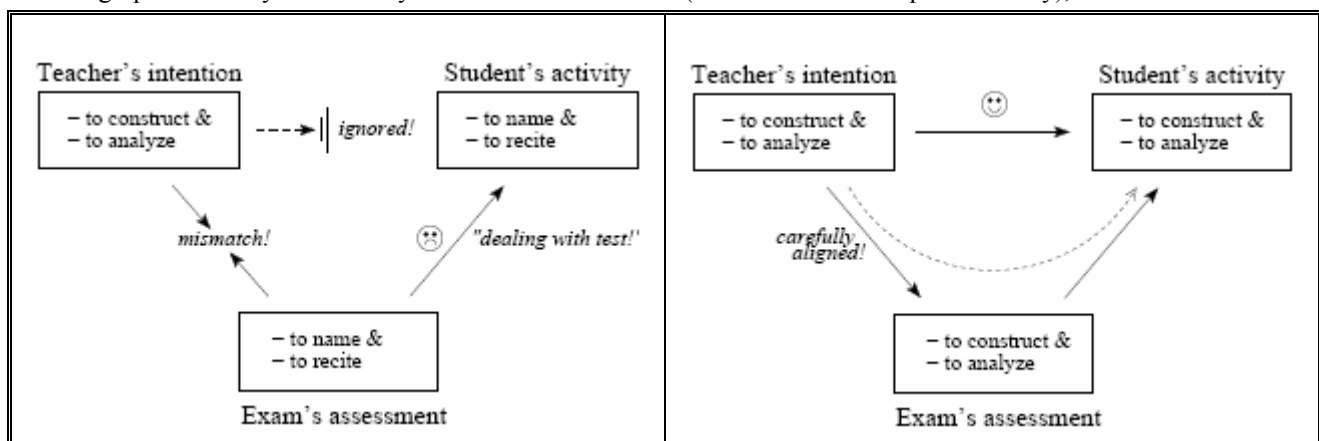 Teacher's intention
– to construct &
– to analyze
ignored!
Student's activity
– to name &
– to recite
mismatch!
"dealing with test!'
– to name &
– to recite
Exam's assessment
Teacher's intention
– to construct &
– to analyze
Student's activity
– to construct &
– to analyze
carefully
aligned!
– to construct &
– to analyze
Exam's assessment